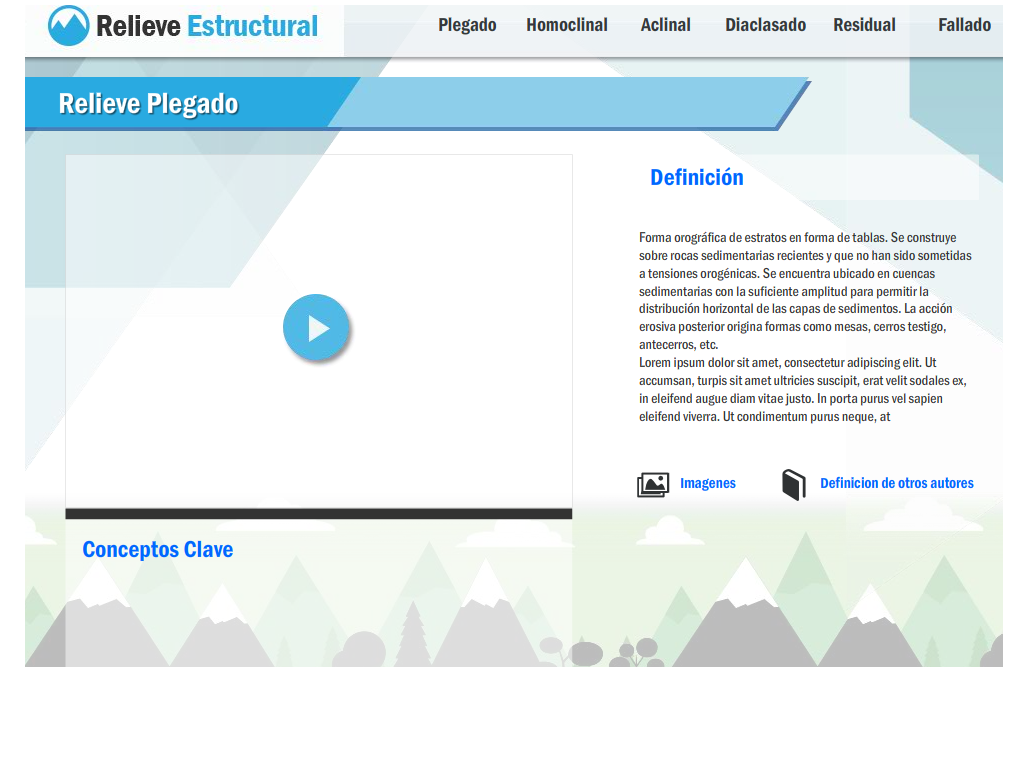 Relieve Estructural
Plegado Homoclinal Aclinal Diaclasado Residual Fallado
Relieve Plegado
Definición
Forma orográfica de estratos en forma de tablas. Se construye
sobre rocas sedimentarias recientes y que no han sido sometidas
a tensiones orogénicas. Se encuentra ubicado en cuencas
sedimentarias con la suficiente amplitud para permitir la
distribución horizontal de las capas de sedimentos. La acción
erosiva posterior origina formas como mesas, cerros testigo,
antecerros, etc.
Lorem ipsum dolor sit amet, consectetur adipiscing elit. Ut
accumsan, turpis sit amet ultricies suscipit, erat velit sodales ex,
in eleifend augue diam vitae justo. In porta purus vel sapien
eleifend viverra. Ut condimentum purus neque, at
Imagenes
Definicion de otros autores
Conceptos Clave